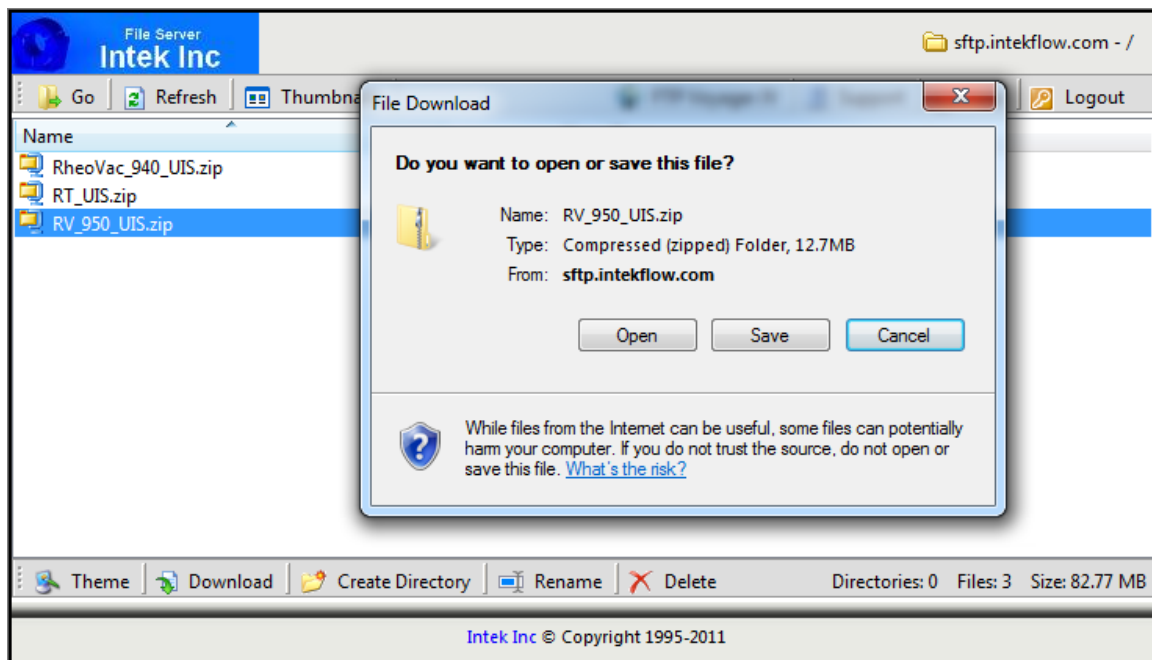 File Server
Intek Inc
sftp.intekflow.com - /
Go Refresh Thumbna Logout
File Download
Name
RheoVac_940_UIS.zip
RT_UIS.zip
RV_950_UIS.zip
Do you want to open or save this file?
Name: RV_950_UIS.zip
Type: Compressed (zipped) Folder, 12.7MB
From: sftp.intekflow.com
Open Save Cancel
While files from the Internet can be useful, some files can potentially
harm your computer. If you do not trust the source, do not open or
save this file. What's the risk?
Theme Download Create Directory Rename Delete Directories: 0 Files: 3 Size: 82.77 MB
Intek Inc © Copyright 1995-2011